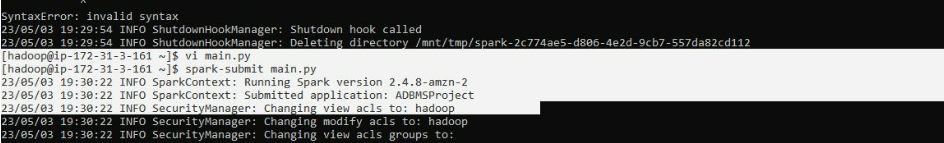 ^
SyntaxError: invalid syntax
23/05/03 19:29:54 INFO ShutdownHookManager: Shutdown hook called
23/05/03 19:29:54 INFO ShutdownHookManager: Deleting directory /mnt/tmp/spark-2c774ae5-d806-4e2d-9cb7-557da82cd112
[hadoop@ip-172-31-3-161 ~]$ vi main.py
[hadoop@ip-172-31-3-161 ~]$ spark-submit main.py
23/05/03 19:30:22 INFO SparkContext: Running Spark version 2.4.8-amzn-2
23/05/03 19:30:22 INFO SparkContext: Submitted application: ADBMSProject
23/05/03 19:30:22 INFO SecurityManager: Changing view acls to: hadoop
23/05/03 19:30:22 INFO SecurityManager: Changing modify acls to: hadoop
23/05/03 19:30:22 INFO SecurityManager: Changing view acls groups to: